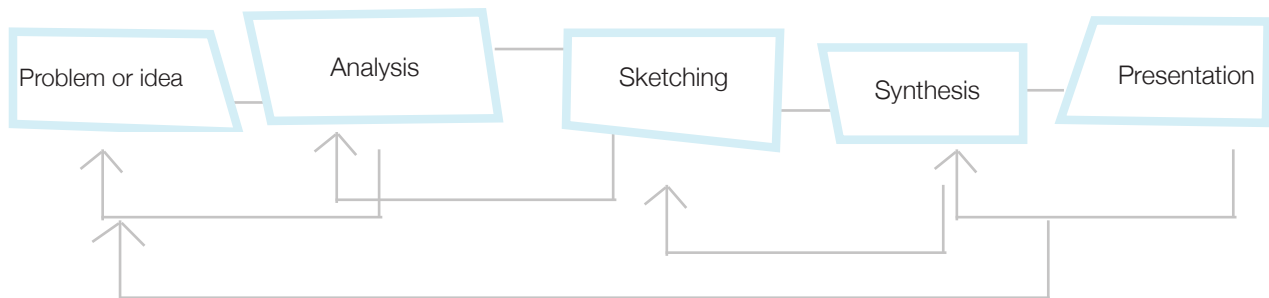 Problem or idea
Analysis
Sketching
Synthesis
Presentation